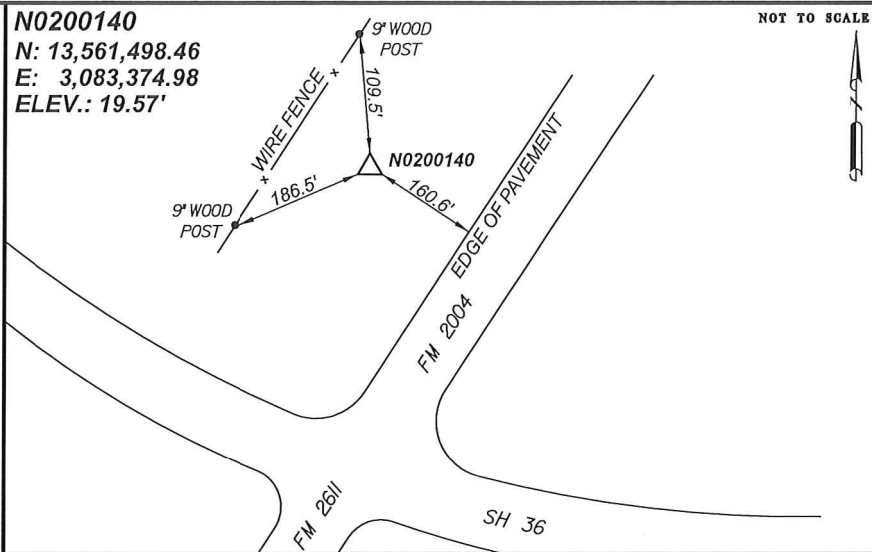 N0200140
N: 13,561,498.46
E: 3,083,374.98
ELEV.: 19.57'
NOT TO SCALE
9" WOOD
POST
WIRE FENCE
109.5'
N0200140
186.5'
160.6'
9" WOOD
POST
EDGE OF PAVEMENT
FM 2004
FM 2611
SH 36